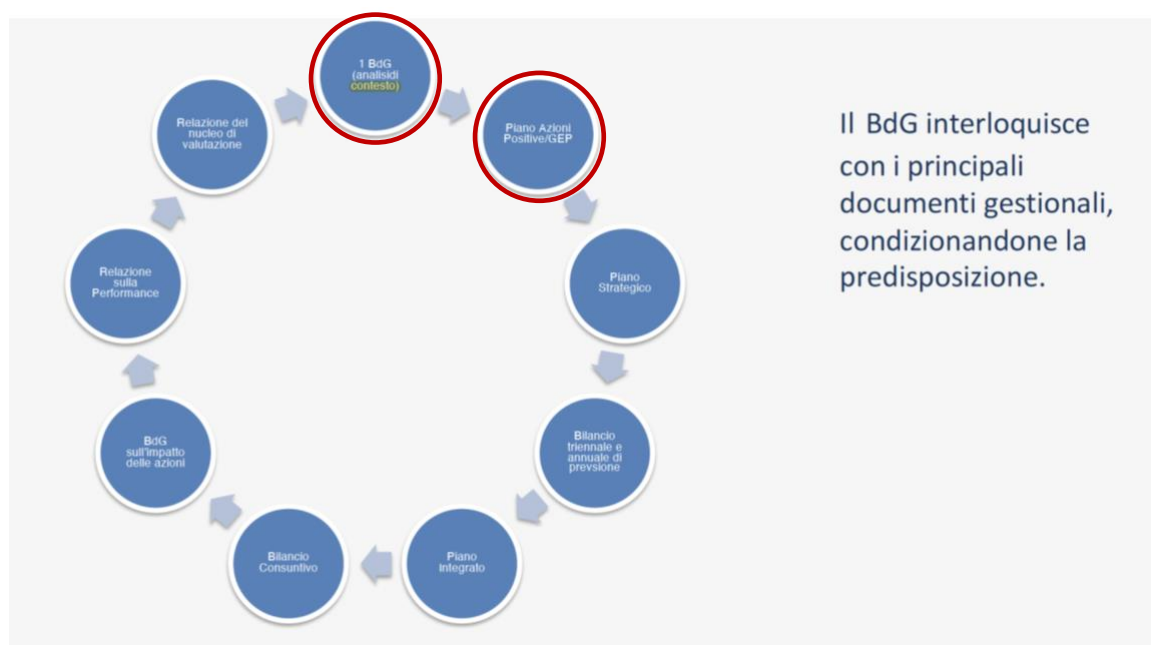 1 BdG
(analisidi
contesto)
Piano Azioni
Positive/GEP
Piano
Strategico
Bilancio
triennale e
annuale di
prevsione
Piano
Integrato
Bilancio
Consuntivo
BdG
sull'impatto
delle azioni
Relazione
sulla
Performance
Relazione del
nucleo di
valutazione
Il BdG interloquisce
con i principali
documenti gestionali,
condizionandone la
predisposizione.